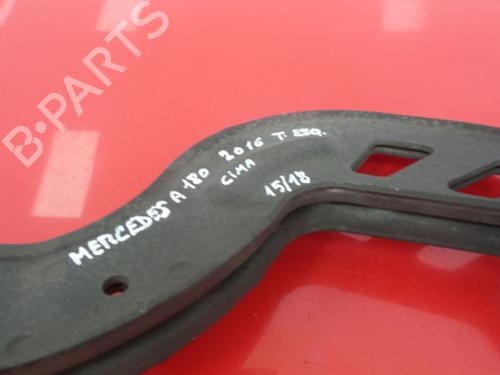 B-PARTS
MERCEDES A 180 2016 T. ESQ.
CIMA
15/18